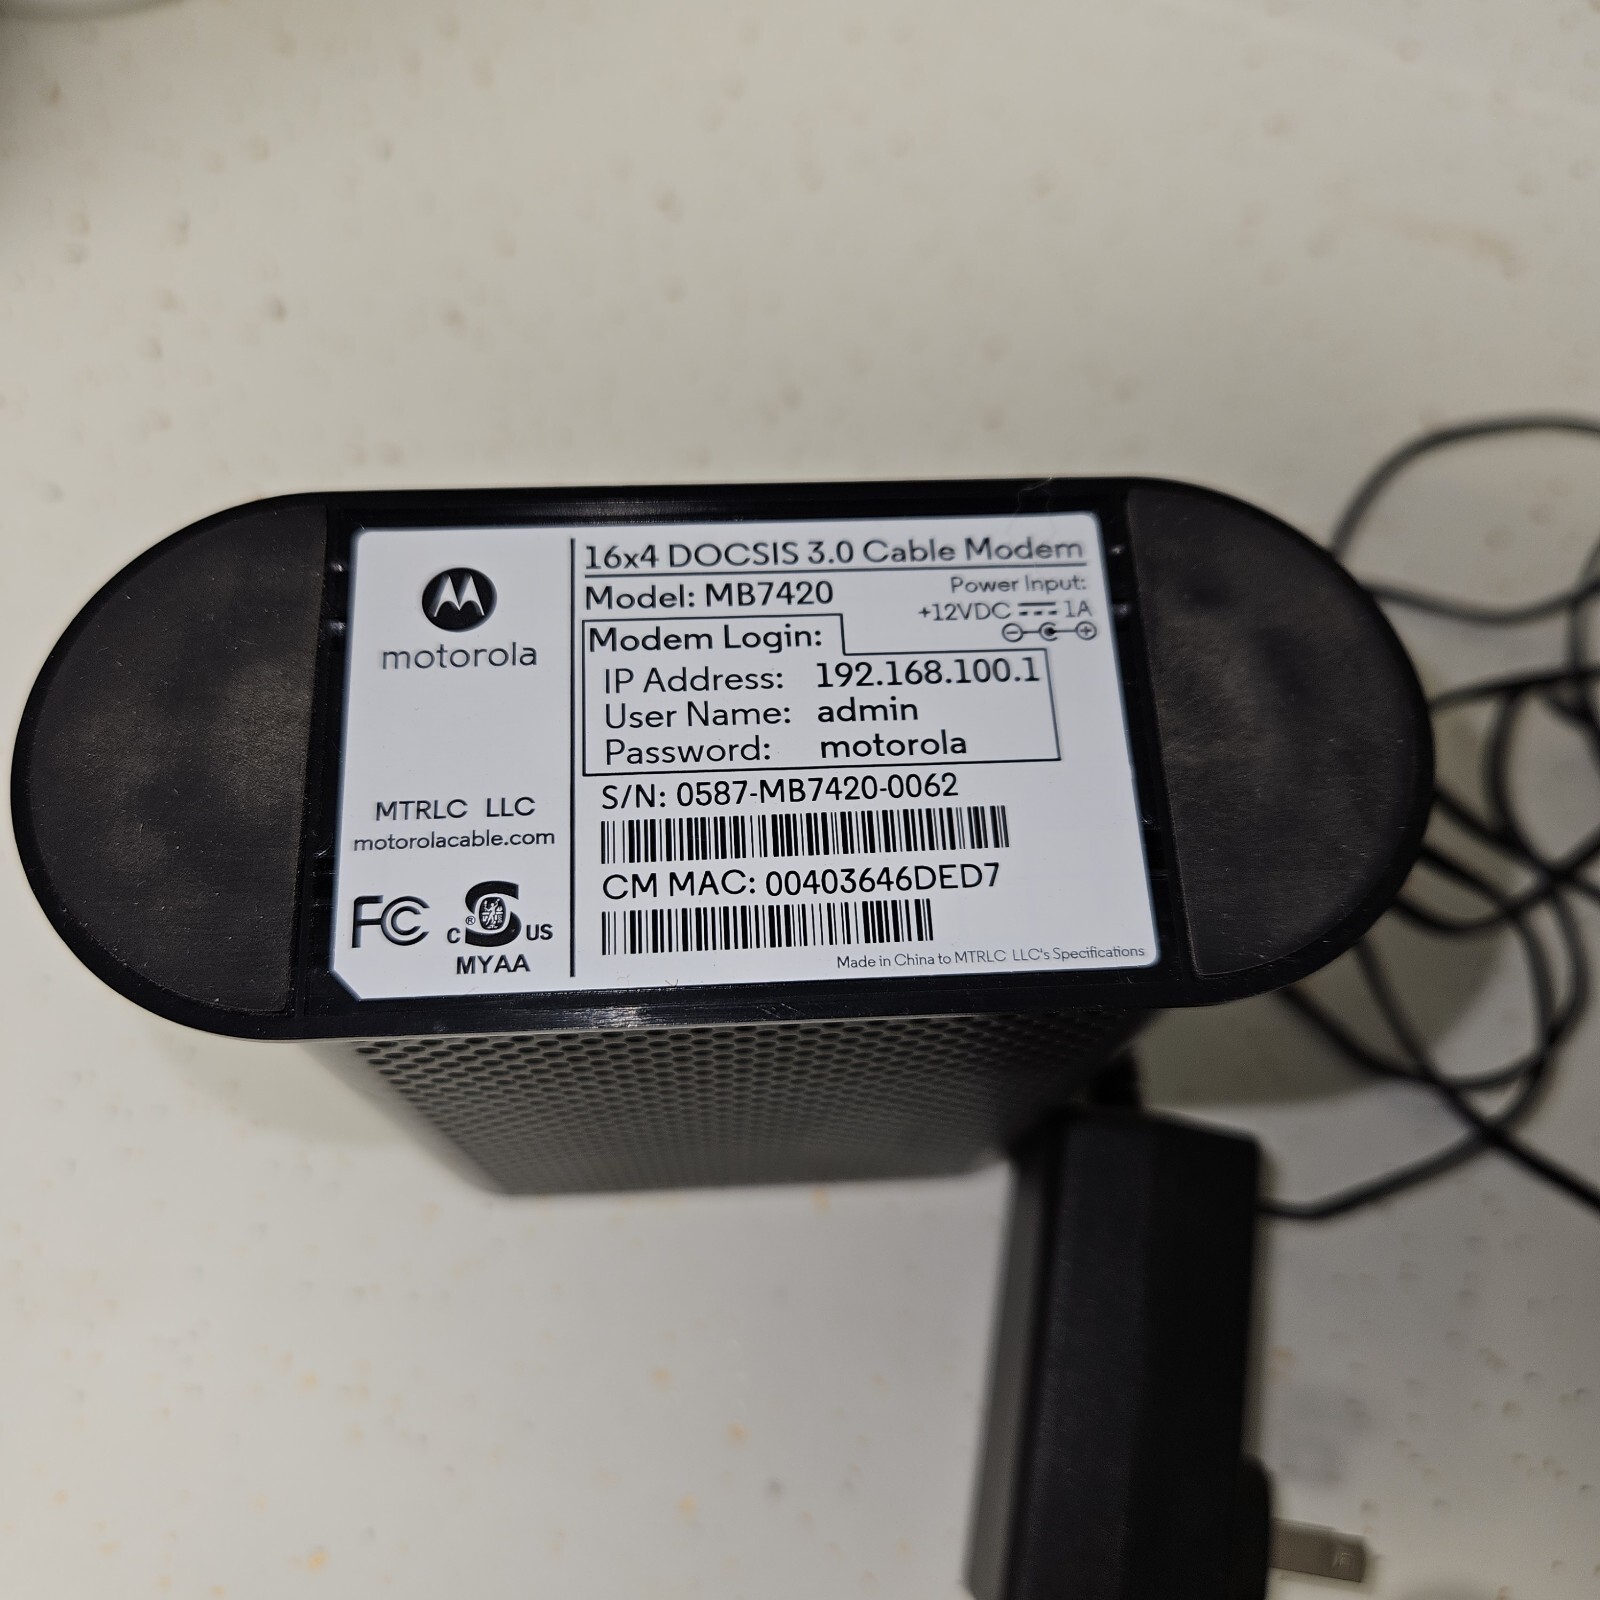 motorola
MTRLC LLC
motorolacable.com
FC
C ® US
MYAA
16x4 DOCSIS 3.0 Cable Modem
Model: MB7420
Power Input:
+12VDC 1A
Modem Login:
IP Address: 192.168.100.1
User Name: admin
Password: motorola
S/N: 0587-MB7420-0062
CM MAC: 00403646DED7
Made in China to MTRLC LLC's Specifications